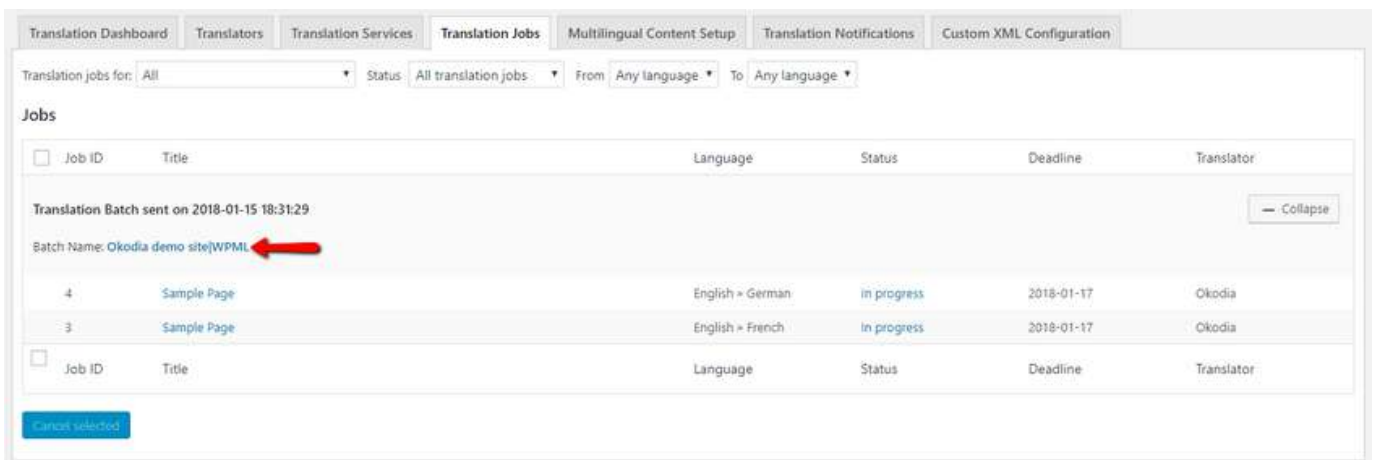 Translation Dashboard Translators Translation Services Translation Jobs Multilingual Content Setup Translation Notifications Custom XML Configuration
Translation jobs for: All Status All translation jobs From Any language To Any language
Jobs
Job ID Title Language Status Deadline Translator
Translation Batch sent on 2018-01-15 18:31:29
— Collapse
Batch Name: Okodia demo site|WPML
4 Sample Page English » German In progress 2018-01-17 Okodia
3 Sample Page English » French In progress 2018-01-17 Okodia
Job ID Title Language Status Deadline Translator
Cancel selected